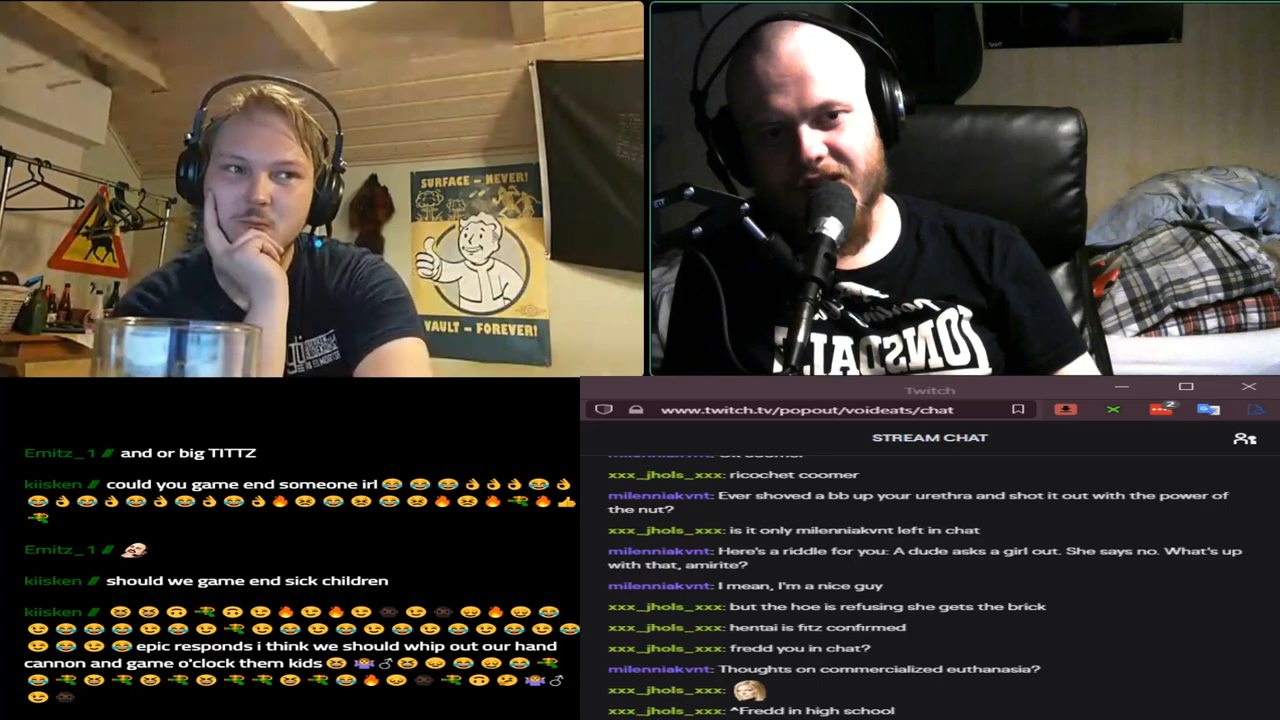 SURFACE – NEVER!
VAULT – FOREVER!
LONSDALE
Twitch
www.twitch.tv/popout/voideats/chat
2
STREAM CHAT
Emitz_1 // and or big TITTZ
kiisken // could you game end someone irl 😂 😂 😂 👌 👌 👌 😂 👌
Emitz_1 //
kiisken // should we game end sick children
kiisken //
epic responds i think we should whip out our hand
cannon and game o'clock them kids
xxx_jhols_xxx: ricochet coomer
milenniakvnt: Ever shoved a bb up your urethra and shot it out with the power of
the nut?
xxx_jhols_xxx: is it only milenniakvnt left in chat
milenniakvnt: Here's a riddle for you: A dude asks a girl out. She says no. What's up
with that, amirite?
milenniakvnt: I mean, I'm a nice guy
xxx_jhols_xxx: but the hoe is refusing she gets the brick
xxx_jhols_xxx: hentai is fitz confirmed
xxx_jhols_xxx: fredd you in chat?
milenniakvnt: Thoughts on commercialized euthanasia?
xxx_jhols_xxx:
xxx_jhols_xxx: ^Fredd in high school